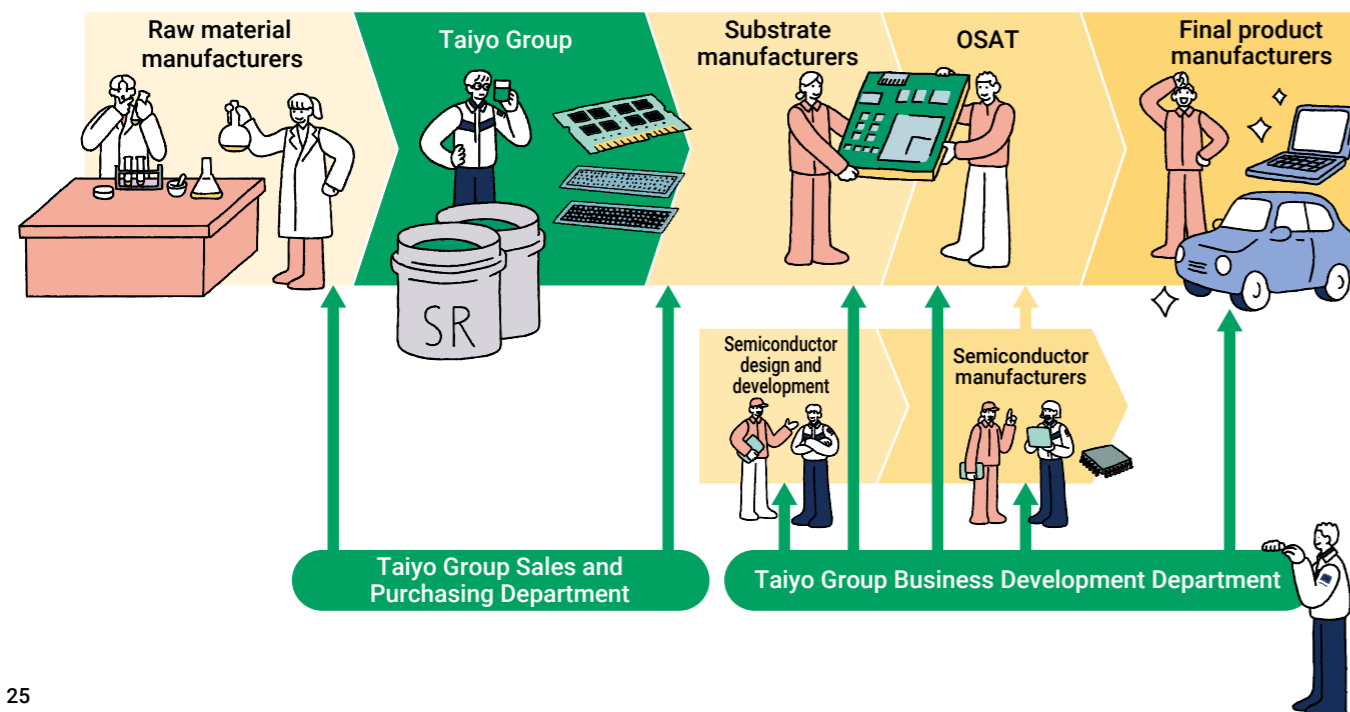 Raw material
manufacturers
Taiyo Group
Substrate
manufacturers
OSAT
Final product
manufacturers
SR
Semiconductor
design and
development
Semiconductor
manufacturers
Taiyo Group Sales and
Purchasing Department
Taiyo Group Business Development Department
25